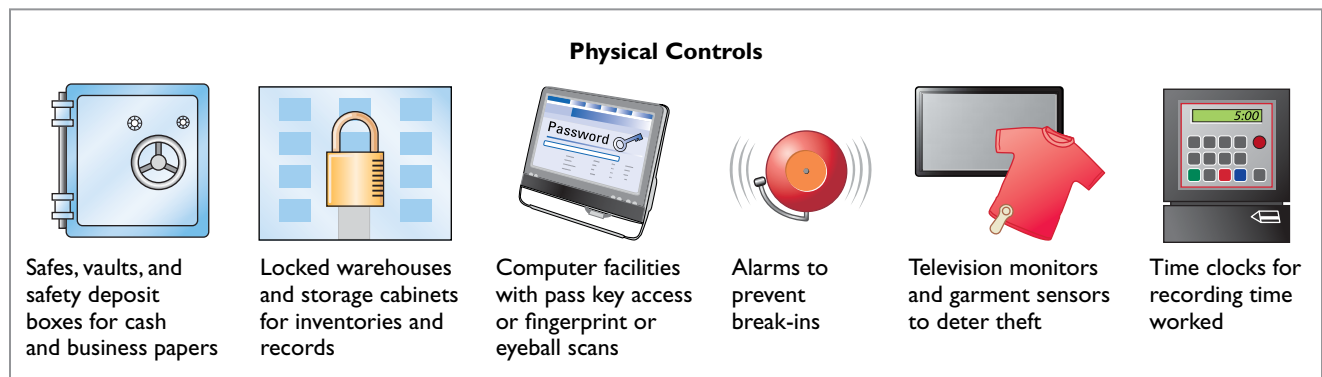 Physical Controls
Password
5:00
Safes, vaults, and
safety deposit
boxes for cash
and business papers
Locked warehouses
and storage cabinets
for inventories and
records
Computer facilities
with pass key access
or fingerprint or
eyeball scans
Alarms to
prevent
break-ins
Television monitors
and garment sensors
to deter theft
Time clocks for
recording time
worked